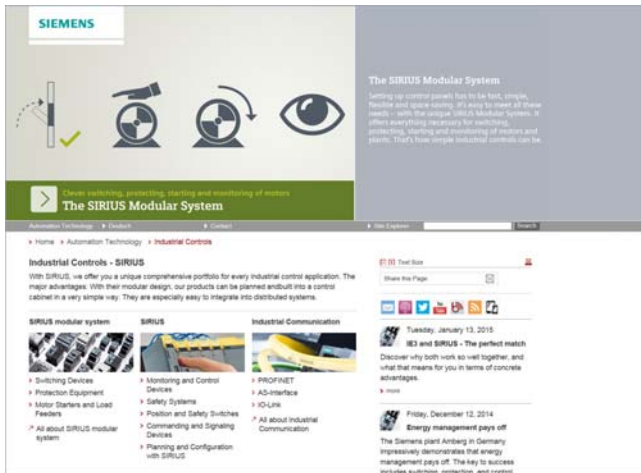 SIEMENS
The SIRIUS Modular System
Setting up control panels has to be fast, simple,
flexible and space-saving. It's easy to meet all these
needs – with the unique SIRIUS Modular System. It
offers everything necessary for switching,
protecting, starting and monitoring of motors and
plants. That's how simple industrial controls can be.
Clever switching, protecting, starting and monitoring of motors
The SIRIUS Modular System
Automation Technology Deutsch Contact Site Explorer Search
Home Automation Technology Industrial Controls
Industrial Controls - SIRIUS
With SIRIUS, we offer you a unique comprehensive portfolio for every industrial control application. The
major advantages. With their modular design, our products can be planned andbuilt into a control
cabinet in a very simple way. They are especially easy to integrate into distributed systems.
SIRIUS modular system
Switching Devices
Protection Equipment
Motor Starters and Load
Feeders
All about SIRIUS modular
system
SIRIUS
Monitoring and Control
Devices
Safety Systems
Position and Safety Switches
Commanding and Signaling
Devices
Planning and Configuration
with SIRIUS
Industrial Communication
PROFINET
AS-Interface
IO-Link
All about Industrial
Communication
Text Size
Share this Page
You
Tube
Tuesday, January 13, 2015
IE3 and SIRIUS - The perfect match
Discover why both work so well together, and
what that means for you in terms of concrete
advantages.
more
Friday, December 12, 2014
Energy management pays off
The Siemens plant Amberg in Germany
impressively demonstrates that energy
management pays off. The key to success
includes switching, protection, and control